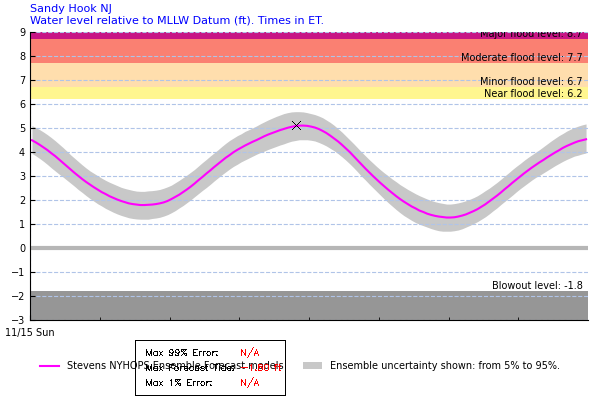 Sandy Hook NJ
Water level relative to MLLW Datum (ft). Times in ET.
9
Major flood level: 8.7
8
Moderate flood level: 7.7
7
Minor flood level: 6.7
Near flood level: 6.2
6
5
4
3
2
1
0
−1
Blowout level: -1.8
−2
−3
11/15 Sun
Max 99% Error: N/A
Stevens NYHOPS Ensemble Forecast models
Ensemble uncertainty shown: from 5% to 95%.
Max Forecast Tide:
Max 1% Error: N/A